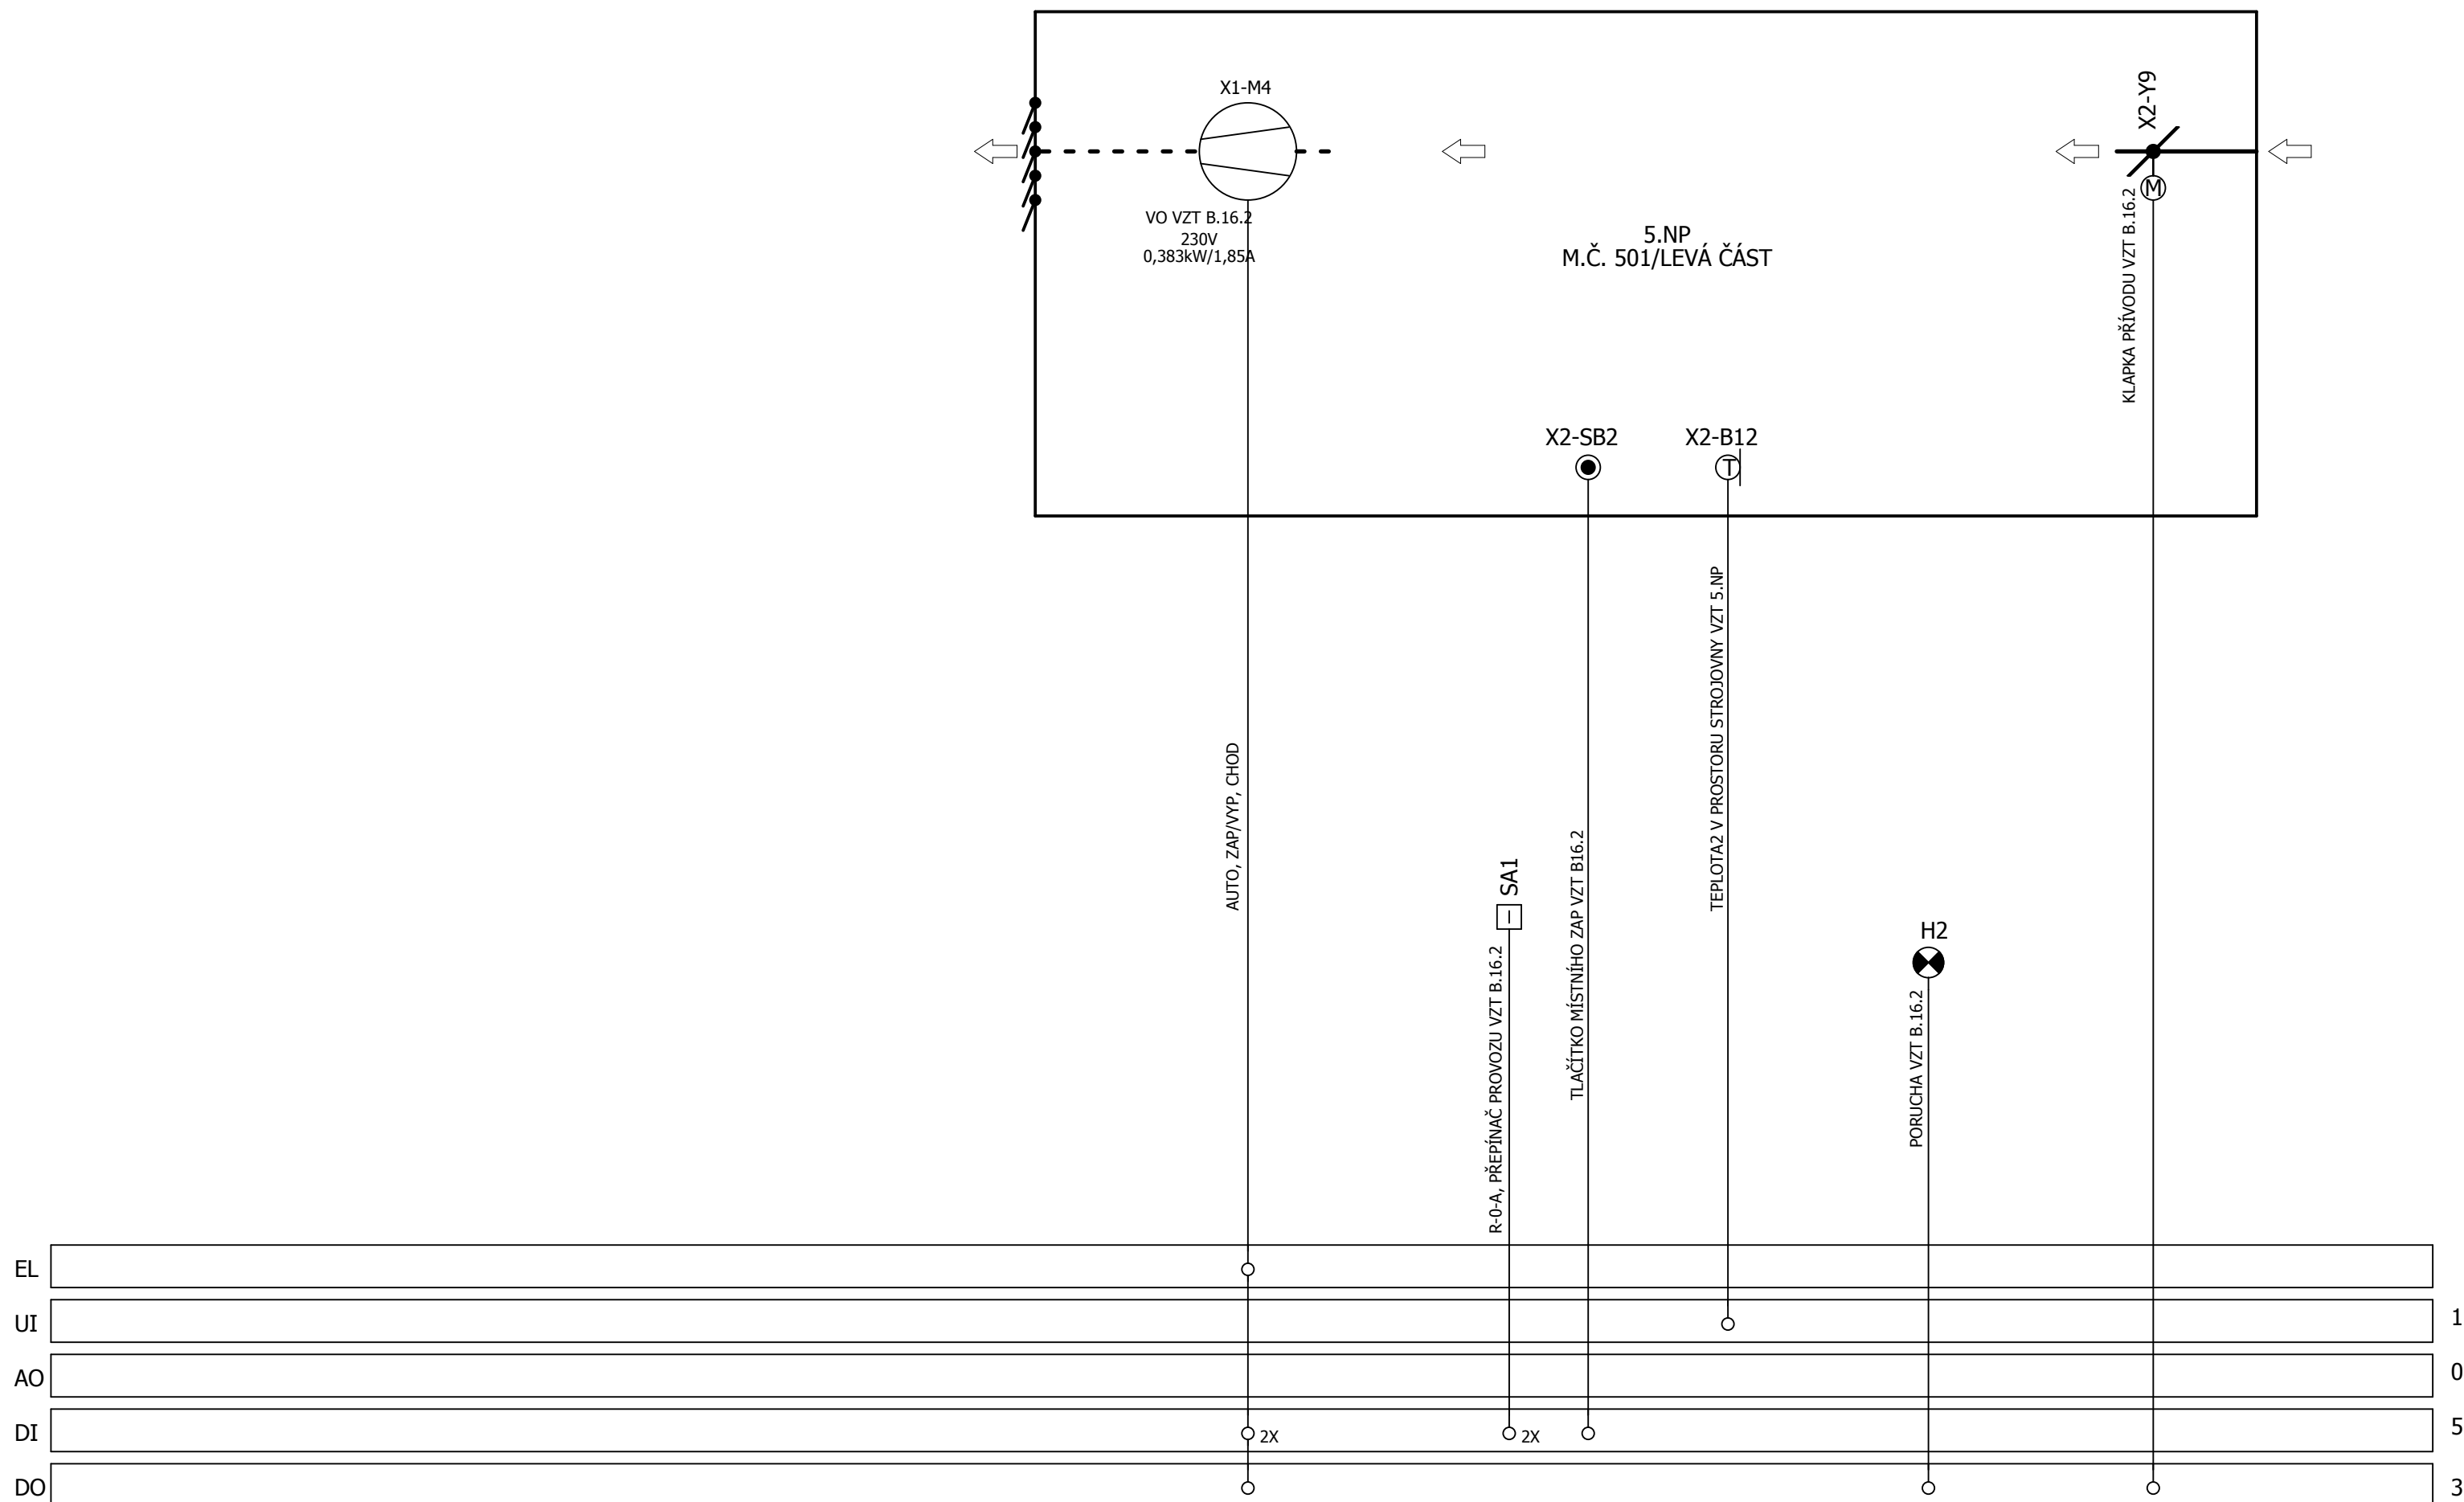 X1-M4
X2-Y9
VO VZT B.16.2
230V
0,383kW/1,85A
5.NP
M.Č. 501/LEVÁ ČÁST
KLAPKA PŘÍVODU VZT B.16.2
X2-SB2
X2-B12
AUTO, ZAP/VYP, CHOD
R-0-A, PŘEPÍNAČ PROVOZU VZT B.16.2
SA1
TLAČÍTKO MÍSTNÍHO ZAP VZT B16.2
TEPLOTA2 V PROSTORU STROJOVNY VZT 5.NP
H2
PORUCHA VZT B.16.2
T
M
EL
UI
1
AO
0
DI
2X
2X
5
DO
3